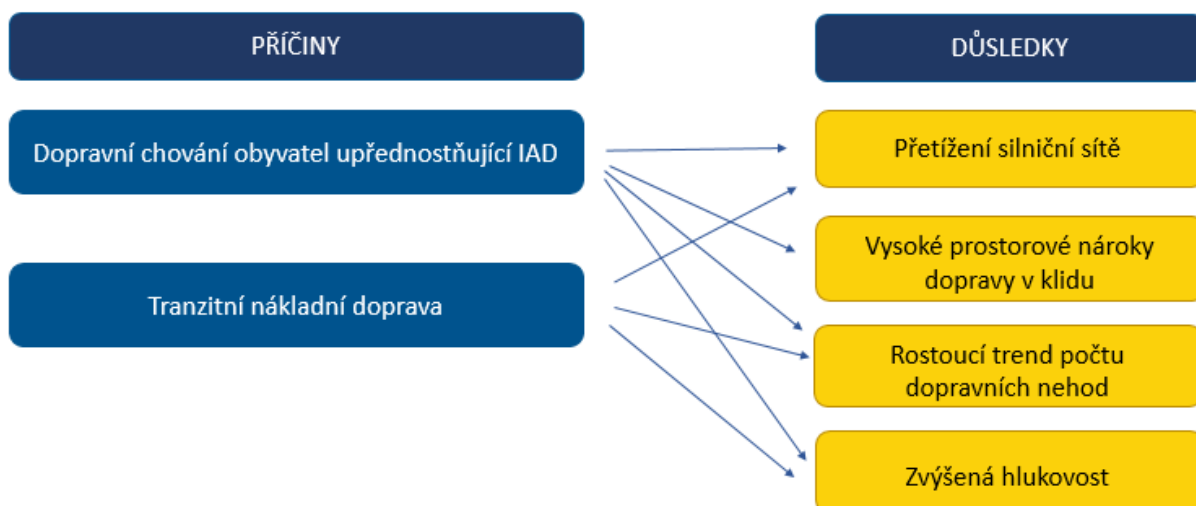 PŘÍČINY
DŮSLEDKY
Dopravní chování obyvatel upřednostňující IAD
Přetížení silniční sítě
Vysoké prostorové nároky
dopravy v klidu
Tranzitní nákladní doprava
Rostoucí trend počtu
dopravních nehod
Zvýšená hlukovost